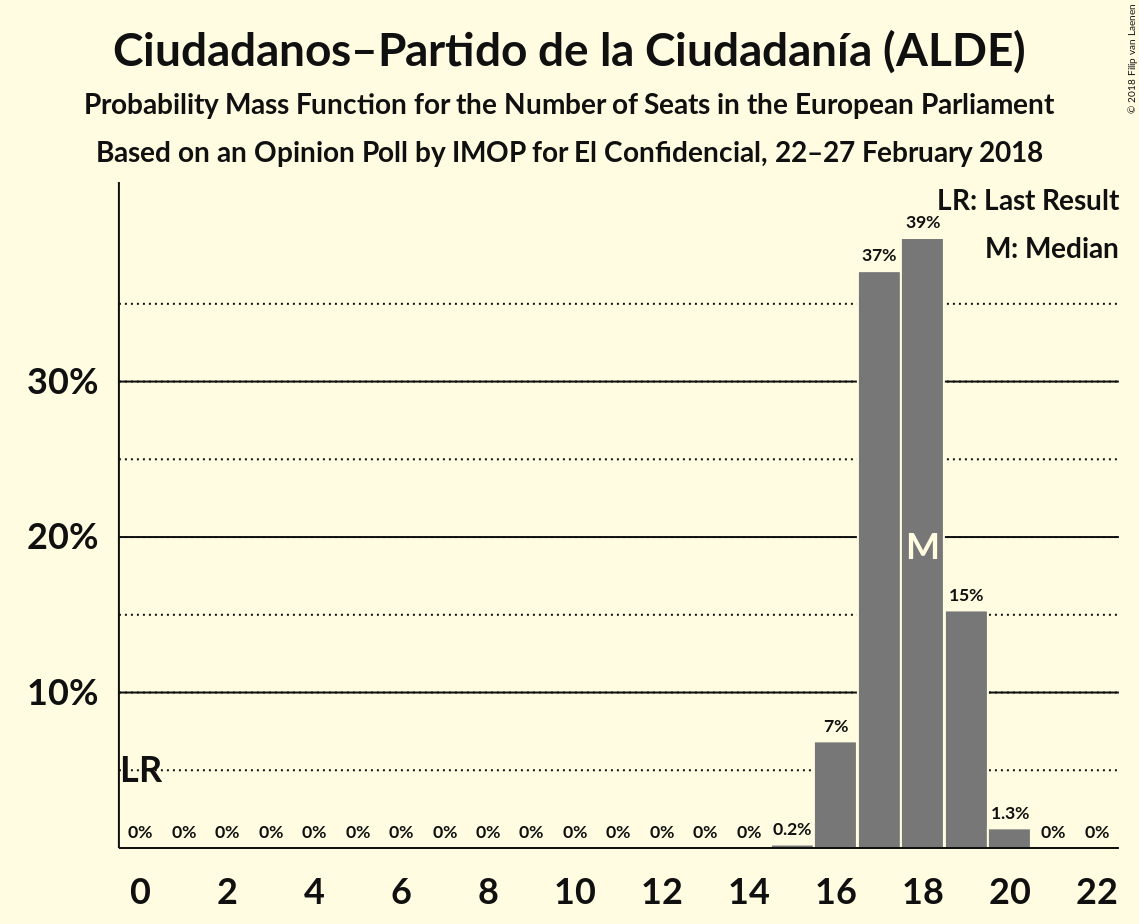 Ciudadanos–Partido de la Ciudadanía (ALDE)
Probability Mass Function for the Number of Seats in the European Parliament
Based on an Opinion Poll by IMOP for El Confidencial, 22–27 February 2018
© 2018 Filip van Laenen
LR: Last Result
M: Median
39%
37%
30%
20%
M
15%
10%
7%
LR
0% 0% 0% 0% 0% 0% 0% 0% 0% 0% 0% 0% 0% 0% 0% 0.2% 1.3% 0% 0%
0 2 4 6 8 10 12 14 16 18 20 22